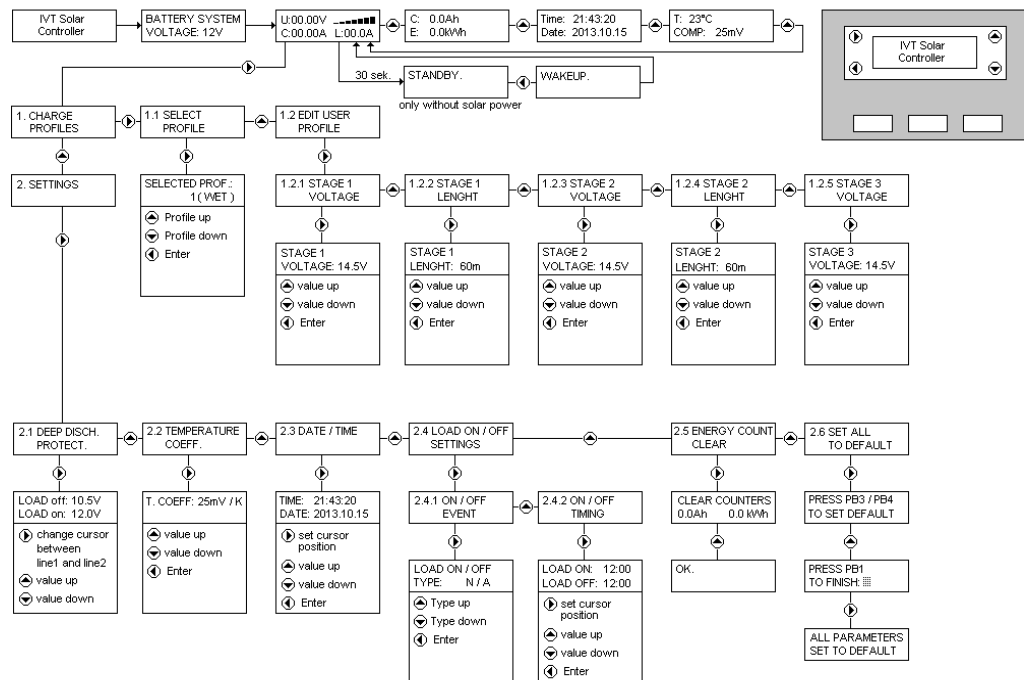 IVT Solar
Controller
BATTERY SYSTEM
VOLTAGE: 12V
U:00.00V
C:00.00A L:00.0A
C: 0.0Ah
E: 0.0kWh
Time: 21:43:20
Date: 2013.10.15
T: 23°C
COMP: 25mV
IVT Solar
Controller
30 sek.
STANDBY.
WAKEUP.
only without solar power
1. CHARGE
PROFILES
1.1 SELECT
PROFILE
1.2 EDIT USER
PROFILE
2. SETTINGS
SELECTED PROF.:
1 ( WET )
Profile up
Profile down
Enter
1.2.1 STAGE 1
VOLTAGE
1.2.2 STAGE 1
LENGHT
1.2.3 STAGE 2
VOLTAGE
1.2.4 STAGE 2
LENGHT
1.2.5 STAGE 3
VOLTAGE
STAGE 1
VOLTAGE: 14.5V
value up
value down
Enter
STAGE 1
LENGHT: 60m
value up
value down
Enter
STAGE 2
VOLTAGE: 14.5V
value up
value down
Enter
STAGE 2
LENGHT: 60m
value up
value down
Enter
STAGE 3
VOLTAGE: 14.5V
value up
value down
Enter
2.1 DEEP DISCH.
PROTECT.
2.2 TEMPERATURE
COEFF.
2.3 DATE / TIME
2.4 LOAD ON / OFF
SETTINGS
2.5 ENERGY COUNT
CLEAR
2.6 SET ALL
TO DEFAULT
LOAD off: 10.5V
LOAD on: 12.0V
change cursor
between
line1 and line2
value up
value down
T. COEFF: 25mV / K
value up
value down
Enter
TIME: 21:43:20
DATE: 2013.10.15
set cursor
position
value up
value down
Enter
2.4.1 ON / OFF
EVENT
2.4.2 ON / OFF
TIMING
LOAD ON / OFF
TYPE: N / A
Type up
Type down
Enter
LOAD ON: 12:00
LOAD OFF: 12:00
set cursor
position
value up
value down
Enter
CLEAR COUNTERS
0.0Ah 0.0 kWh
OK.
PRESS PB3 / PB4
TO SET DEFAULT
PRESS PB1
TO FINISH:
ALL PARAMETERS
SET TO DEFAULT